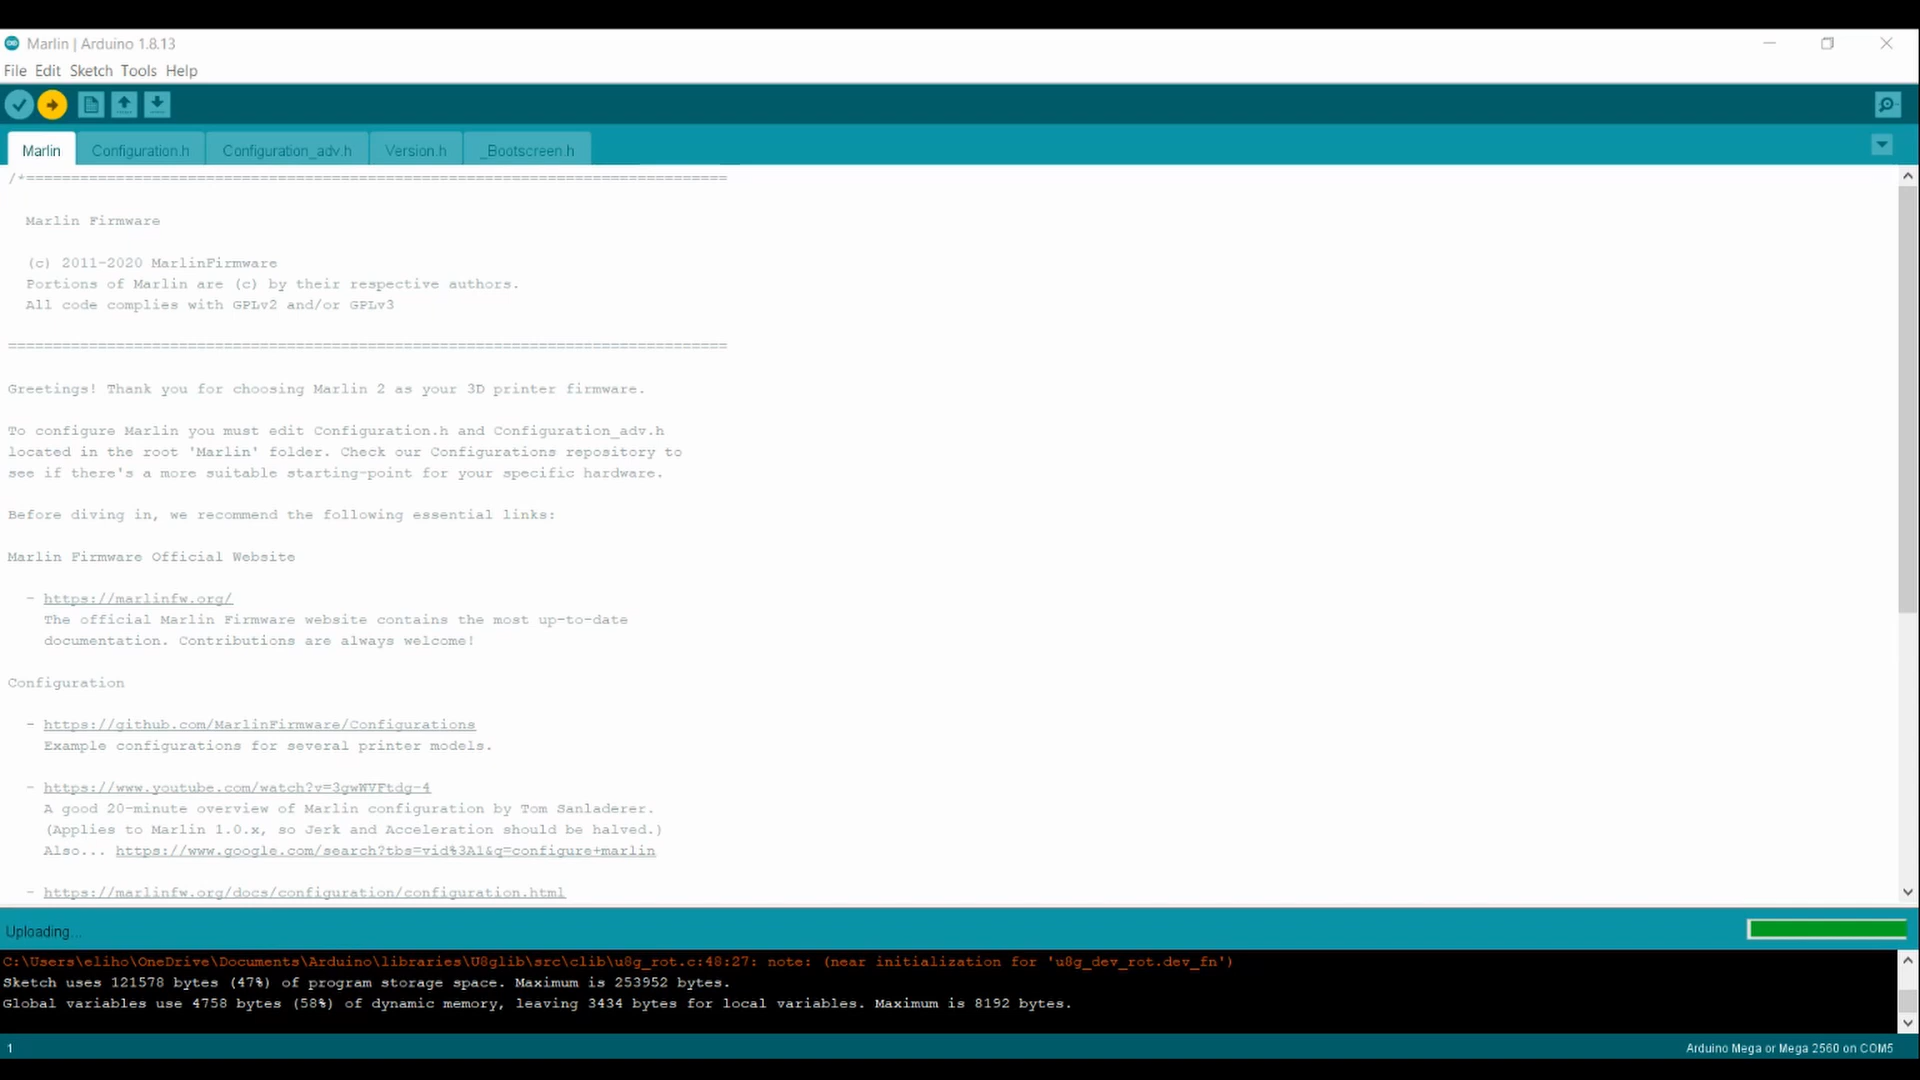 Marlin | Arduino 1.8.13
File Edit Sketch Tools Help
Marlin Configuration.h Configuration_adv.h Version.h _Bootscreen.h
/*==============================================================================
Marlin Firmware
(c) 2011-2020 MarlinFirmware
Portions of Marlin are (c) by their respective authors.
All code complies with GPLv2 and/or GPLv3
================================================================================
Greetings! Thank you for choosing Marlin 2 as your 3D printer firmware.
To configure Marlin you must edit Configuration.h and Configuration_adv.h
located in the root 'Marlin' folder. Check our Configurations repository to
see if there's a more suitable starting-point for your specific hardware.
Before diving in, we recommend the following essential links:
Marlin Firmware Official Website
- https://marlinfw.org/
The official Marlin Firmware website contains the most up-to-date
documentation. Contributions are always welcome!
Configuration
- https://github.com/MarlinFirmware/Configurations
Example configurations for several printer models.
- https://www.youtube.com/watch?v=3gwWVFtdg-4
A good 20-minute overview of Marlin configuration by Tom Sanladerer.
(Applies to Marlin 1.0.x, so Jerk and Acceleration should be halved.)
Also... https://www.google.com/search?tbs=vid%3A1&q=configure+marlin
- https://marlinfw.org/docs/configuration/configuration.html
Uploading...
C:\Users\eliho\OneDrive\Documents\Arduino\libraries\U8glib\src\clib\u8g_rot.c:48:27: note: (near initialization for 'u8g_dev_rot.dev_fn')
Sketch uses 121578 bytes (47%) of program storage space. Maximum is 253952 bytes.
Global variables use 4758 bytes (58%) of dynamic memory, leaving 3434 bytes for local variables. Maximum is 8192 bytes.
1 Arduino Mega or Mega 2560 on COM5